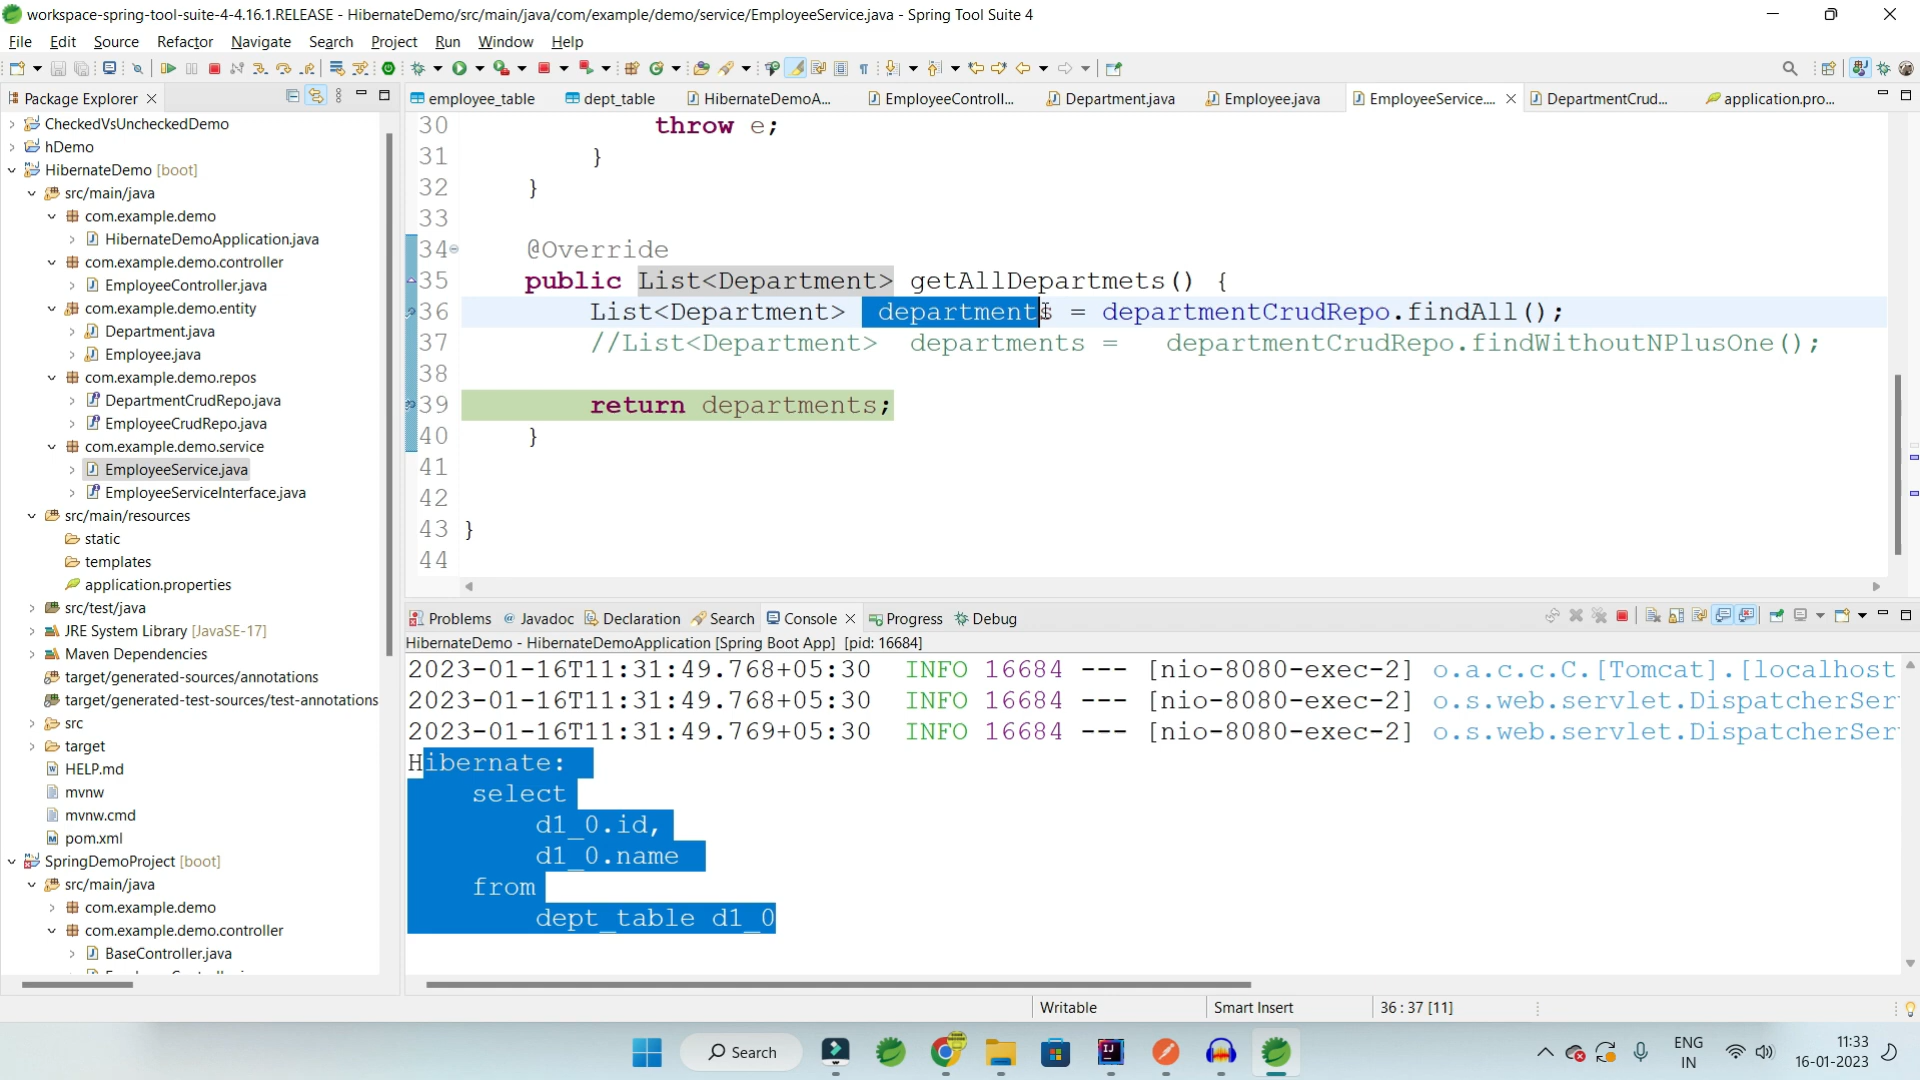 workspace-spring-tool-suite-4-4.16.1.RELEASE - HibernateDemo/src/main/java/com/example/demo/service/EmployeeService.java - Spring Tool Suite 4
File Edit Source Refactor Navigate Search Project Run Window Help
Package Explorer
employee_table dept_table HibernateDemoA... EmployeeControll... Department.java Employee.java EmployeeService.... DepartmentCrud... application.pro...
CheckedVsUncheckedDemo
hDemo
HibernateDemo [boot]
src/main/java
com.example.demo
HibernateDemoApplication.java
com.example.demo.controller
EmployeeController.java
com.example.demo.entity
Department.java
Employee.java
com.example.demo.repos
DepartmentCrudRepo.java
EmployeeCrudRepo.java
com.example.demo.service
EmployeeService.java
EmployeeServiceInterface.java
src/main/resources
static
templates
application.properties
src/test/java
JRE System Library [JavaSE-17]
Maven Dependencies
target/generated-sources/annotations
target/generated-test-sources/test-annotations
src
target
HELP.md
mvnw
mvnw.cmd
pom.xml
SpringDemoProject [boot]
src/main/java
com.example.demo
com.example.demo.controller
BaseController.java
30 throw e;
31 }
32 }
33
34 @Override
35 public List<Department> getAllDepartmets() {
36 List<Department> departments = departmentCrudRepo.findAll();
37 //List<Department> departments = departmentCrudRepo.findWithoutNPlusOne();
38
39 return departments;
40 }
41
42
43 }
44
Problems Javadoc Declaration Search Console Progress Debug
HibernateDemo - HibernateDemoApplication [Spring Boot App] [pid: 16684]
2023-01-16T11:31:49.768+05:30 INFO 16684 --- [nio-8080-exec-2] o.a.c.c.C.[Tomcat].[localhost
2023-01-16T11:31:49.768+05:30 INFO 16684 --- [nio-8080-exec-2] o.s.web.servlet.DispatcherSer
2023-01-16T11:31:49.769+05:30 INFO 16684 --- [nio-8080-exec-2] o.s.web.servlet.DispatcherSer
Hibernate:
select
d1_0.id,
d1_0.name
from
dept_table d1_0
Writable Smart Insert 36 : 37 [11]
Search
ENG
IN
11:33
16-01-2023